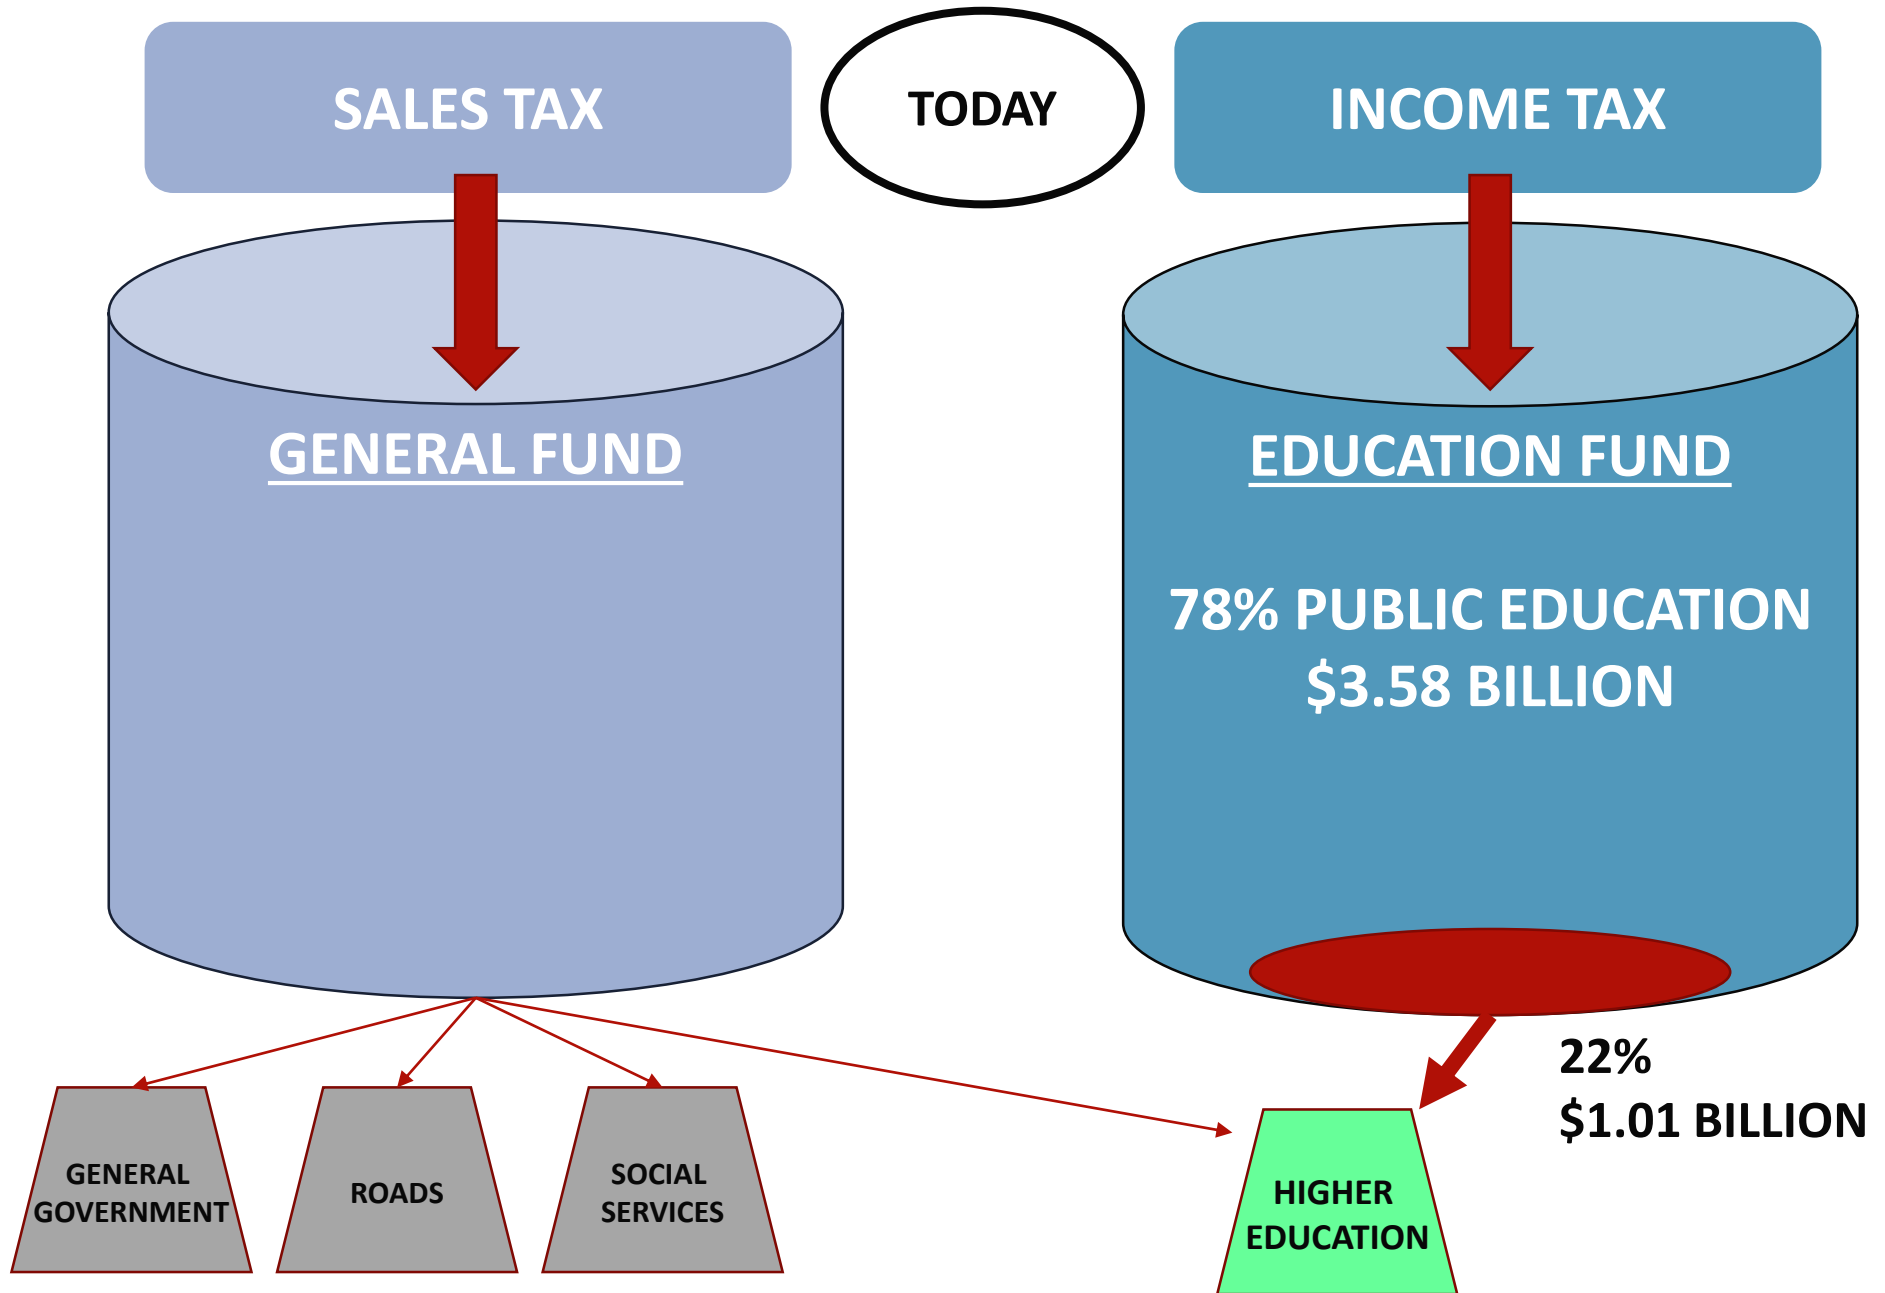 SALES TAX
TODAY
INCOME TAX
GENERAL FUND
EDUCATION FUND
78% PUBLIC EDUCATION
$3.58 BILLION
22%
$1.01 BILLION
GENERAL
GOVERNMENT
ROADS
SOCIAL
SERVICES
HIGHER
EDUCATION